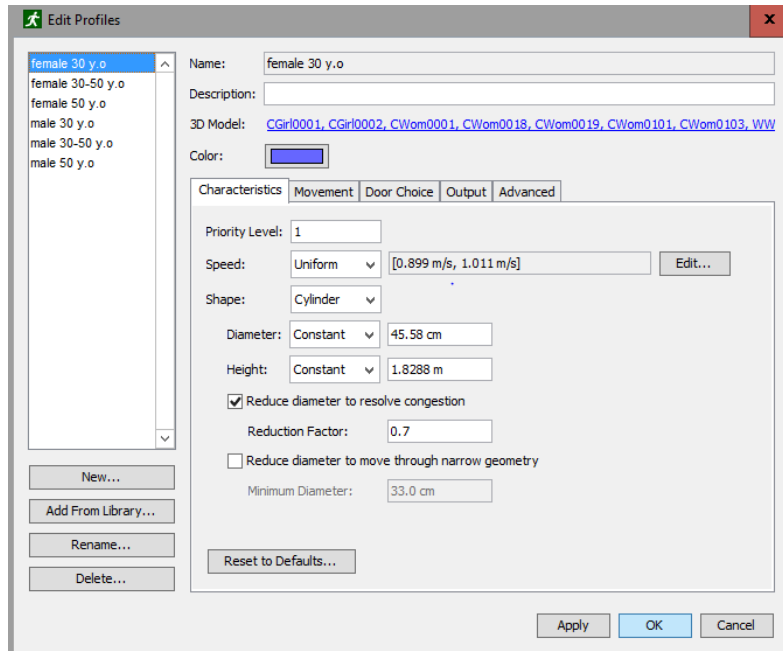 Edit Profiles
x
female 30 y.o
female 30-50 y.o
female 50 y.o
male 30 y.o
male 30-50 y.o
male 50 y.o
New...
Add From Library...
Rename...
Delete...
Name: female 30 y.o
Description:
3D Model: CGirl0001, CGirl0002, CWom0001, CWom0018, CWom0019, CWom0101, CWom0103, WW
Color:
Characteristics Movement Door Choice Output Advanced
Priority Level: 1
Speed: Uniform [0.899 m/s, 1.011 m/s] Edit...
Shape: Cylinder
Diameter: Constant 45.58 cm
Height: Constant 1.8288 m
Reduce diameter to resolve congestion
Reduction Factor: 0.7
Reduce diameter to move through narrow geometry
Minimum Diameter: 33.0 cm
Reset to Defaults...
Apply OK Cancel